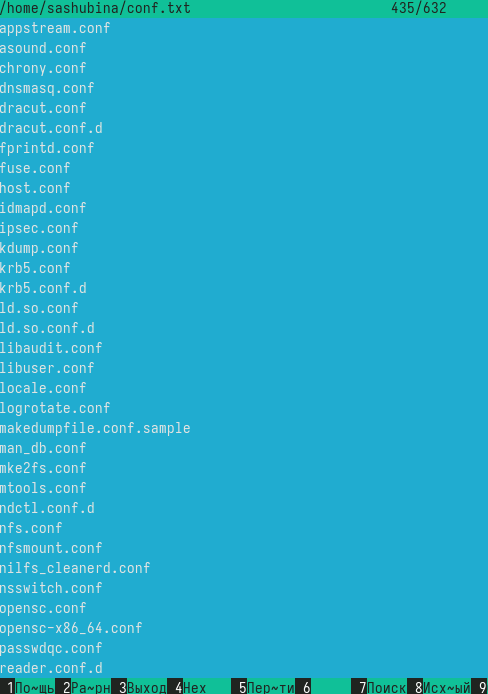 /home/sashubina/conf.txt 435/632
appstream.conf
asound.conf
chrony.conf
dnsmasq.conf
dracut.conf
dracut.conf.d
fprintd.conf
fuse.conf
host.conf
idmapd.conf
ipsec.conf
kdump.conf
krb5.conf
krb5.conf.d
ld.so.conf
ld.so.conf.d
libaudit.conf
libuser.conf
locale.conf
logrotate.conf
makedumpfile.conf.sample
man_db.conf
mke2fs.conf
mtools.conf
ndctl.conf.d
nfs.conf
nfsmount.conf
nilfs_cleanerd.conf
nsswitch.conf
opensc.conf
opensc-x86_64.conf
passwdqc.conf
reader.conf.d
1По~щь 2Ра~рн 3Выход 4Hex 5Пер~ти 6 7Поиск 8Исх~ый 9